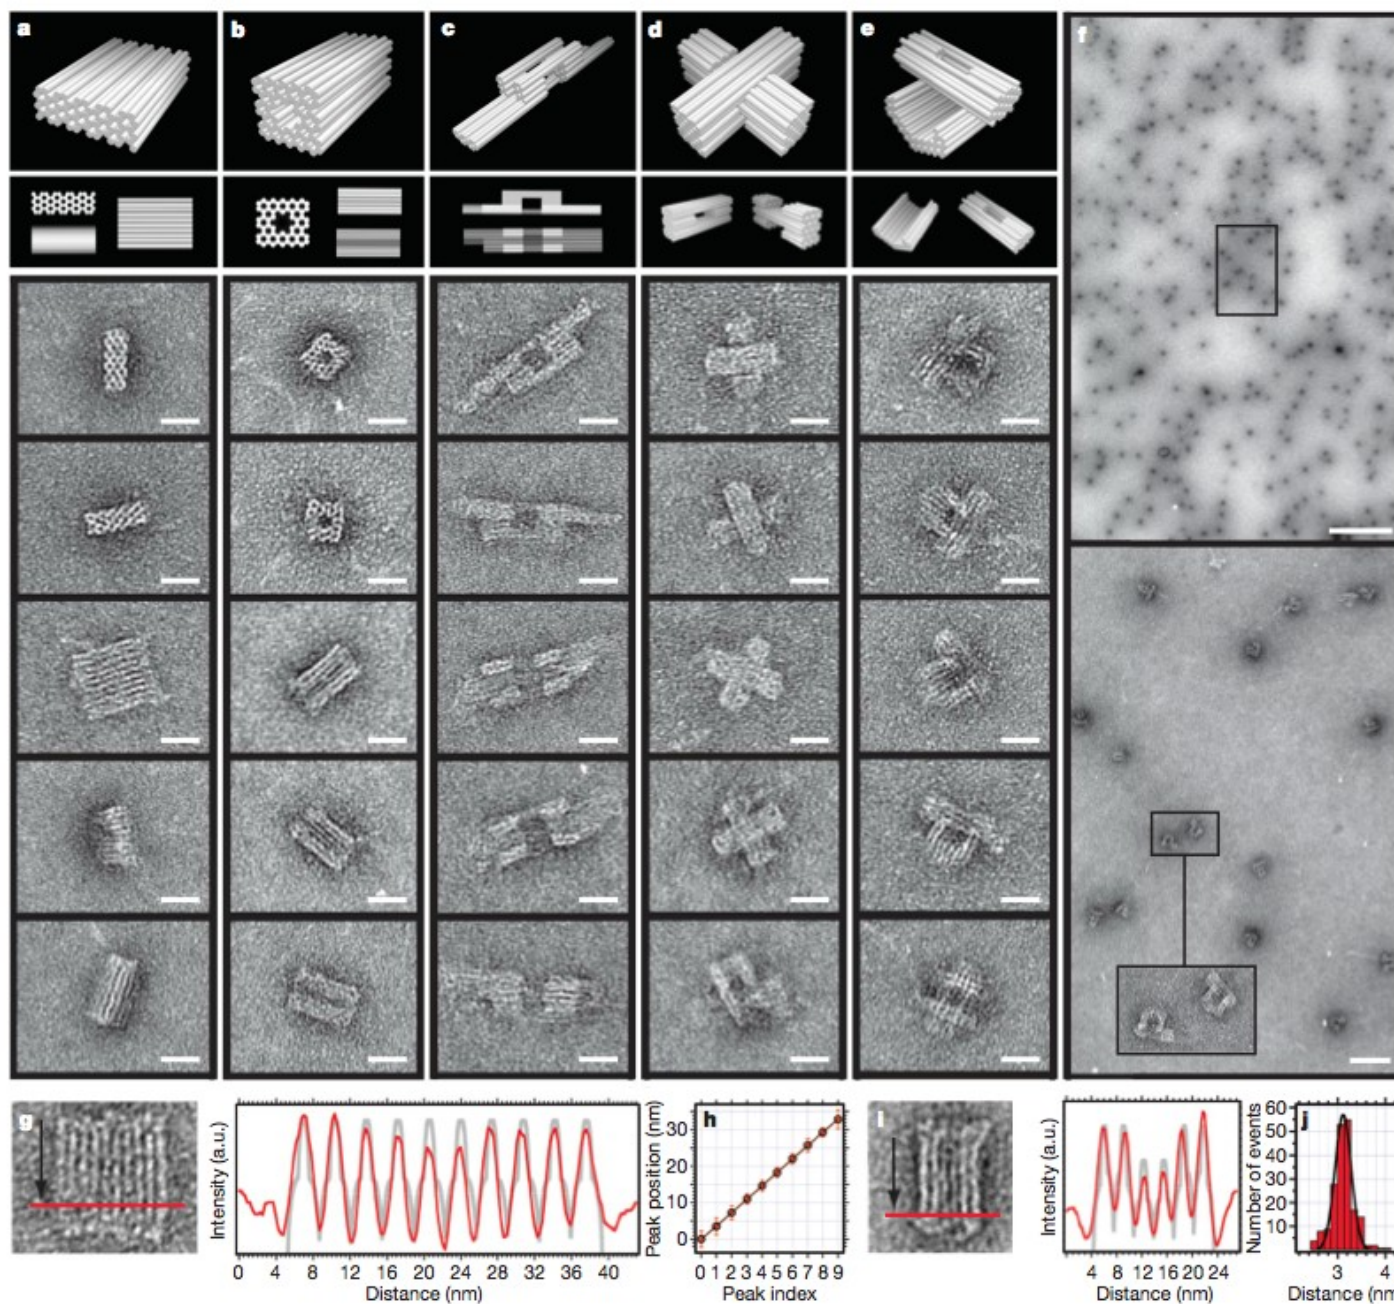 a
b
c
d
e
f
g
Intensity (a.u.)
0 4 8 12 16 20 24 28 32 36 40
Distance (nm)
h
Peak position (nm)
30
20
10
0
0 1 2 3 4 5 6 7 8 9
Peak index
i
Intensity (a.u.)
4 8 12 16 20 24
Distance (nm)
j
Number of events
60
50
40
30
20
10
3 4
Distance (nm